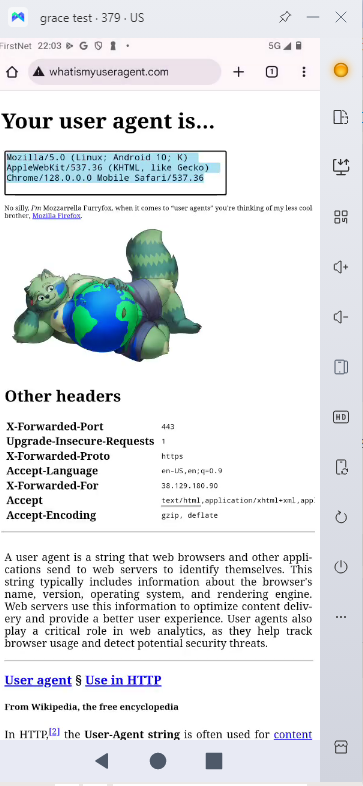 grace test · 379 · US
FirstNet 22:03 G 5G
whatismyuseragent.com 1
Your user agent is...
Mozilla/5.0 (Linux; Android 10; K)
AppleWebKit/537.36 (KHTML, like Gecko)
Chrome/128.0.0.0 Mobile Safari/537.36
No silly, I'm Mozzarella Furryfox, when it comes to "user agents" you're thinking of my less cool
brother, Mozilla Firefox.
Other headers
X-Forwarded-Port 443
Upgrade-Insecure-Requests 1
X-Forwarded-Proto https
Accept-Language en-US,en;q=0.9
X-Forwarded-For 38.129.180.90
Accept text/html,application/xhtml+xml,app
Accept-Encoding gzip, deflate
A user agent is a string that web browsers and other appli-
cations send to web servers to identify themselves. This
string typically includes information about the browser's
name, version, operating system, and rendering engine.
Web servers use this information to optimize content deliv-
ery and provide a better user experience. User agents also
play a critical role in web analytics, as they help track
browser usage and detect potential security threats.
User agent § Use in HTTP
From Wikipedia, the free encyclopedia
In HTTP,[2] the User-Agent string is often used for content
HD